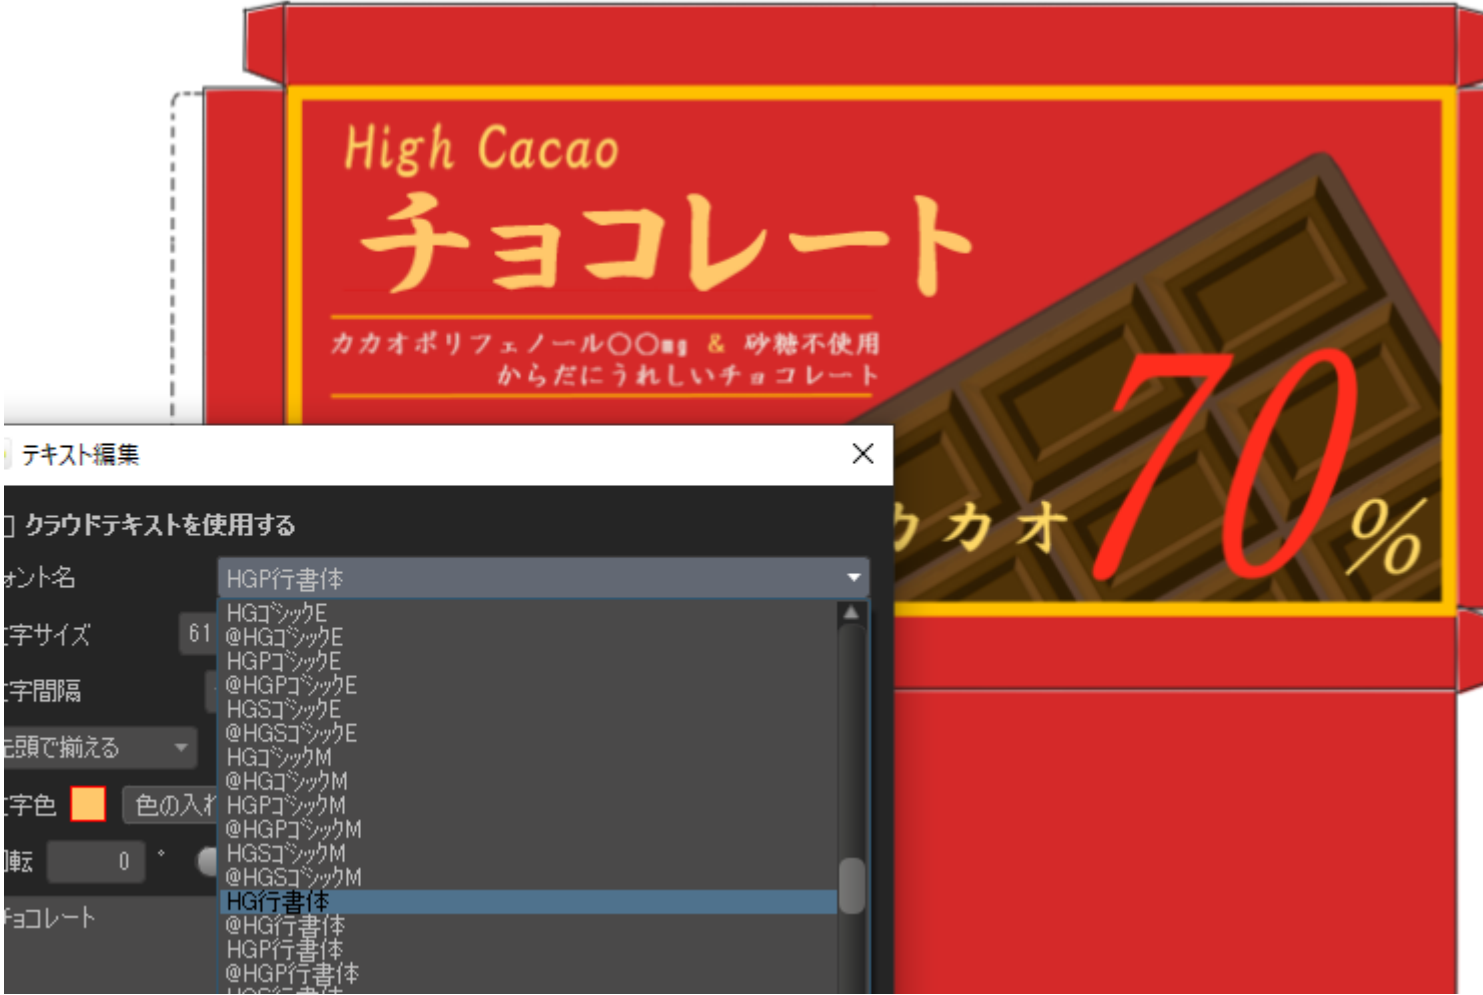 High Cacao
チョコレート
カカオポリフェノール〇〇mg & 砂糖不使用
からだにうれしいチョコレート
カカオ70%
テキスト編集
クラウドテキストを使用する
ォント名 HGP行書体
字サイズ 61
字間隔
先頭で揃える
字色 色の入れ
転 0 °
チョコレート
HGゴシックE
@HGゴシックE
HGPゴシックE
@HGPゴシックE
HGSゴシックE
@HGSゴシックE
HGゴシックM
@HGゴシックM
HGPゴシックM
@HGPゴシックM
HGSゴシックM
@HGSゴシックM
HG行書体
@HG行書体
HGP行書体
@HGP行書体
HGS行書体